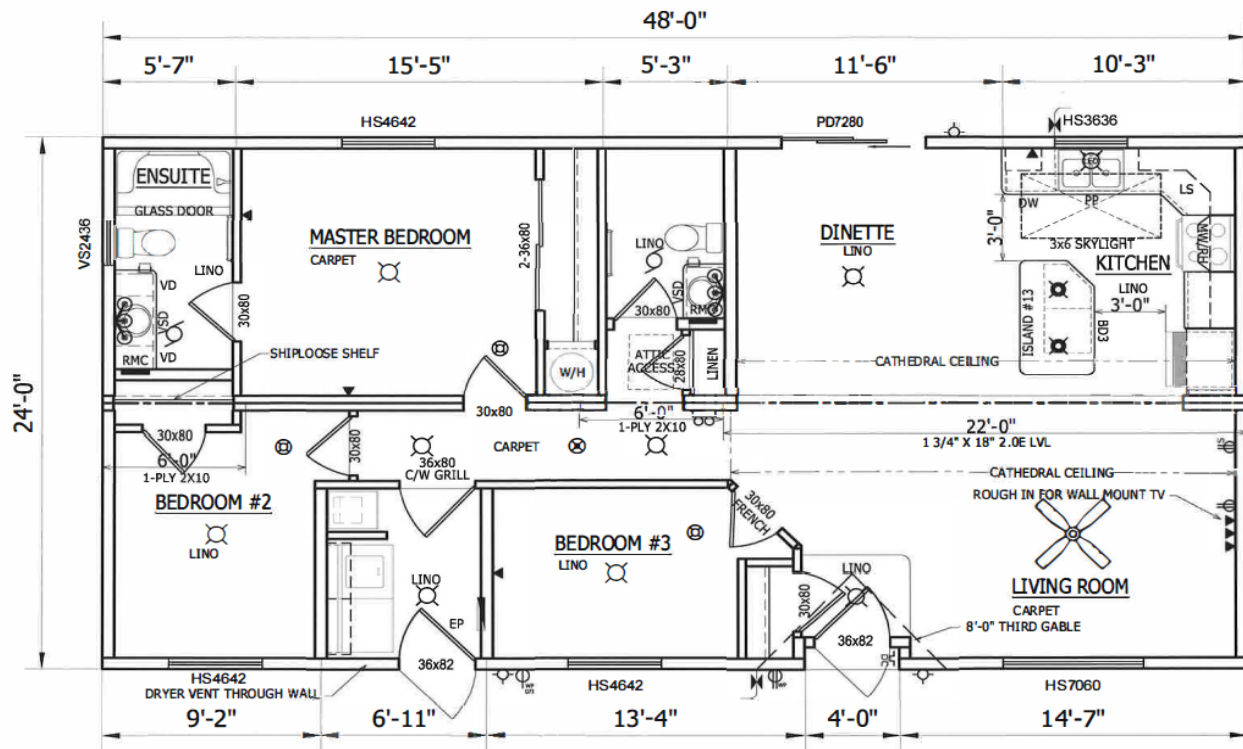 48'-0"
5'-7"
15'-5"
5'-3"
11'-6"
10'-3"
HS4642
PD7280
HS3636
24'-0"
VS2436
ENSUITE
GLASS DOOR
LINO
VD
VSD
VD
RMC
30x80
MASTER BEDROOM
CARPET
2-36x80
W/H
SHIPLOOSE SHELF
30x80
LINO
VSD
30x80
RMC
ATTIC
ACCESS
28x80
LINEN
DINETTE
LINO
DW
PP
LS
3'-0"
3x6 SKYLIGHT
MW/RH
KITCHEN
LINO
3'-0"
ISLAND #13
BD3
CATHEDRAL CEILING
30x80
6'-0"
1-PLY 2X10
30x80
CARPET
36x80
C/W GRILL
6'-0"
1-PLY 2X10
22'-0"
1 3/4" X 18" 2.0E LVL
CATHEDRAL CEILING
ROUGH IN FOR WALL MOUNT TV
BEDROOM #2
LINO
LINO
EP
36x82
BEDROOM #3
LINO
30x80
FRENCH
30x80
LINO
36x82
LIVING ROOM
CARPET
8'-0" THIRD GABLE
HS4642
DRYER VENT THROUGH WALL
WP
HS4642
WP
HS7060
9'-2"
6'-11"
13'-4"
4'-0"
14'-7"